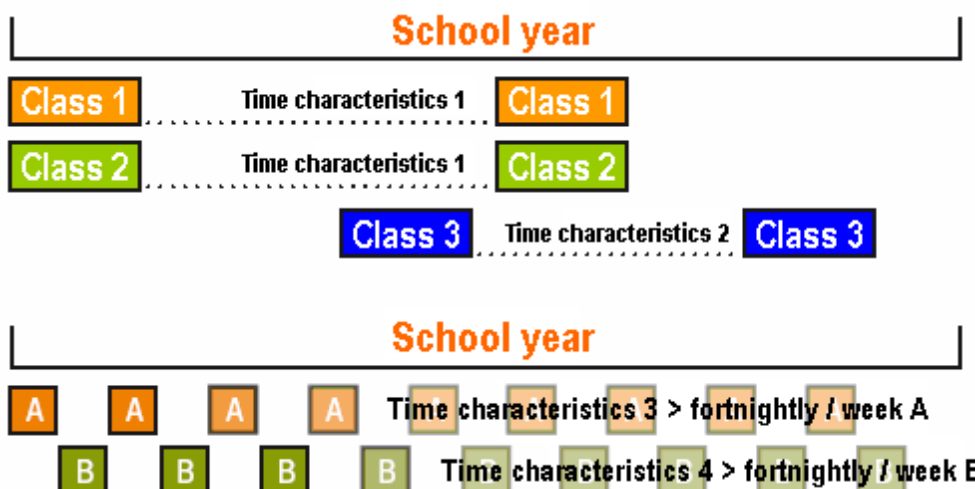 School year
Class 1 Time characteristics 1 Class 1
Class 2 Time characteristics 1 Class 2
Class 3 Time characteristics 2 Class 3
School year
A A A A A A A A A Time characteristics 3 > fortnightly / week A
B B B B B B B B B Time characteristics 4 > fortnightly / week B